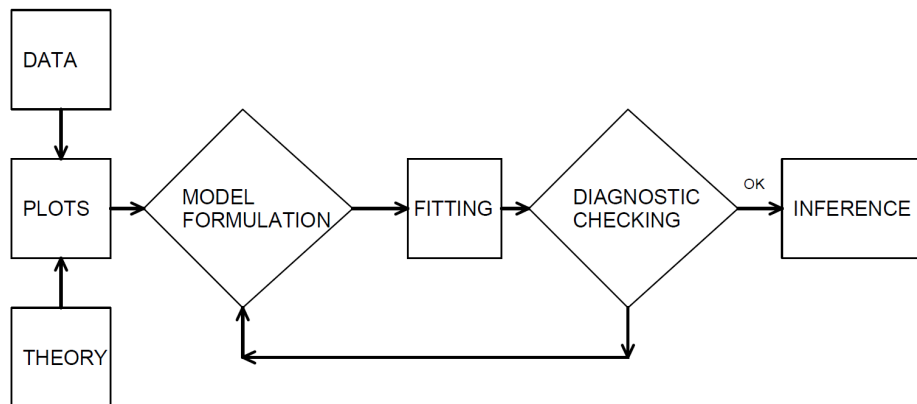 DATA
PLOTS
THEORY
MODEL
FORMULATION
FITTING
DIAGNOSTIC
CHECKING
OK
INFERENCE